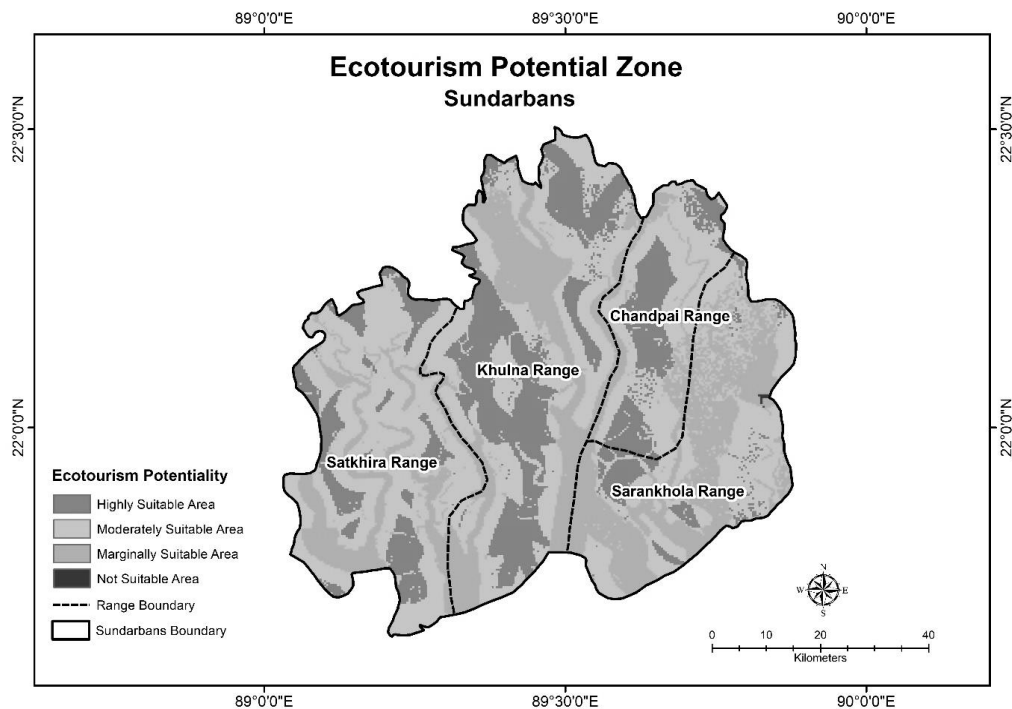 89°0'0"E 89°30'0"E 90°0'0"E
Ecotourism Potential Zone
Sundarbans
22°30'0"N 22°30'0"N
Chandpai Range
Khulna Range
22°0'0"N 22°0'0"N
Satkhira Range
Sarankhola Range
Ecotourism Potentiality
Highly Suitable Area
Moderately Suitable Area
Marginally Suitable Area
Not Suitable Area
Range Boundary
Sundarbans Boundary
N
W E
S
0 10 20 40
Kilometers
89°0'0"E 89°30'0"E 90°0'0"E